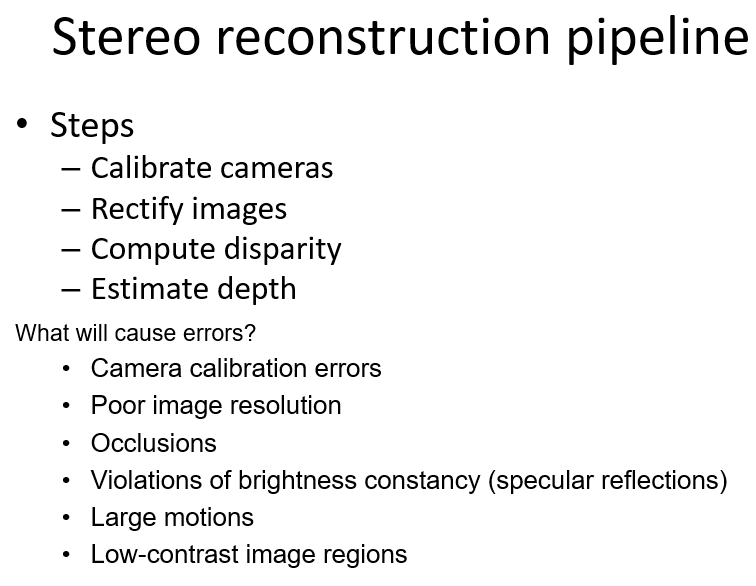 Stereo reconstruction pipeline
• Steps
– Calibrate cameras
– Rectify images
– Compute disparity
– Estimate depth
What will cause errors?
• Camera calibration errors
• Poor image resolution
• Occlusions
• Violations of brightness constancy (specular reflections)
• Large motions
• Low-contrast image regions